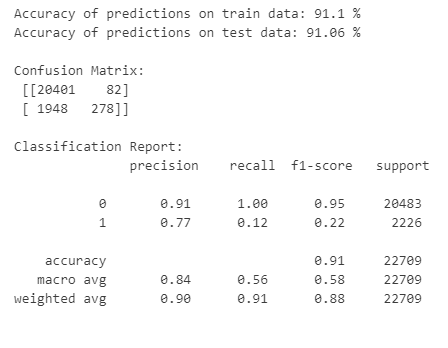 Accuracy of predictions on train data: 91.1 %
Accuracy of predictions on test data: 91.06 %
Confusion Matrix:
[[20401 82]
[ 1948 278]]
Classification Report:
precision recall f1-score support
0 0.91 1.00 0.95 20483
1 0.77 0.12 0.22 2226
accuracy 0.91 22709
macro avg 0.84 0.56 0.58 22709
weighted avg 0.90 0.91 0.88 22709